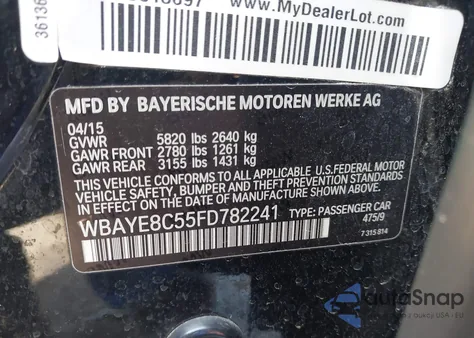 www.MyDealerLot.com
36136
MFD BY BAYERISCHE MOTOREN WERKE AG
04/15
GVWR 5820 lbs 2640 kg
GAWR FRONT 2780 lbs 1261 kg
GAWR REAR 3155 lbs 1431 kg
THIS VEHICLE CONFORMS TO ALL APPLICABLE U.S. FEDERAL MOTOR
VEHICLE SAFETY, BUMPER, AND THEFT PREVENTION STANDARDS IN
EFFECT ON THE DATE OF MANUFACTURE SHOWN ABOVE.
WBAYE8C55FD782241 TYPE: PASSENGER CAR
475/9
7315814
AutoSnap